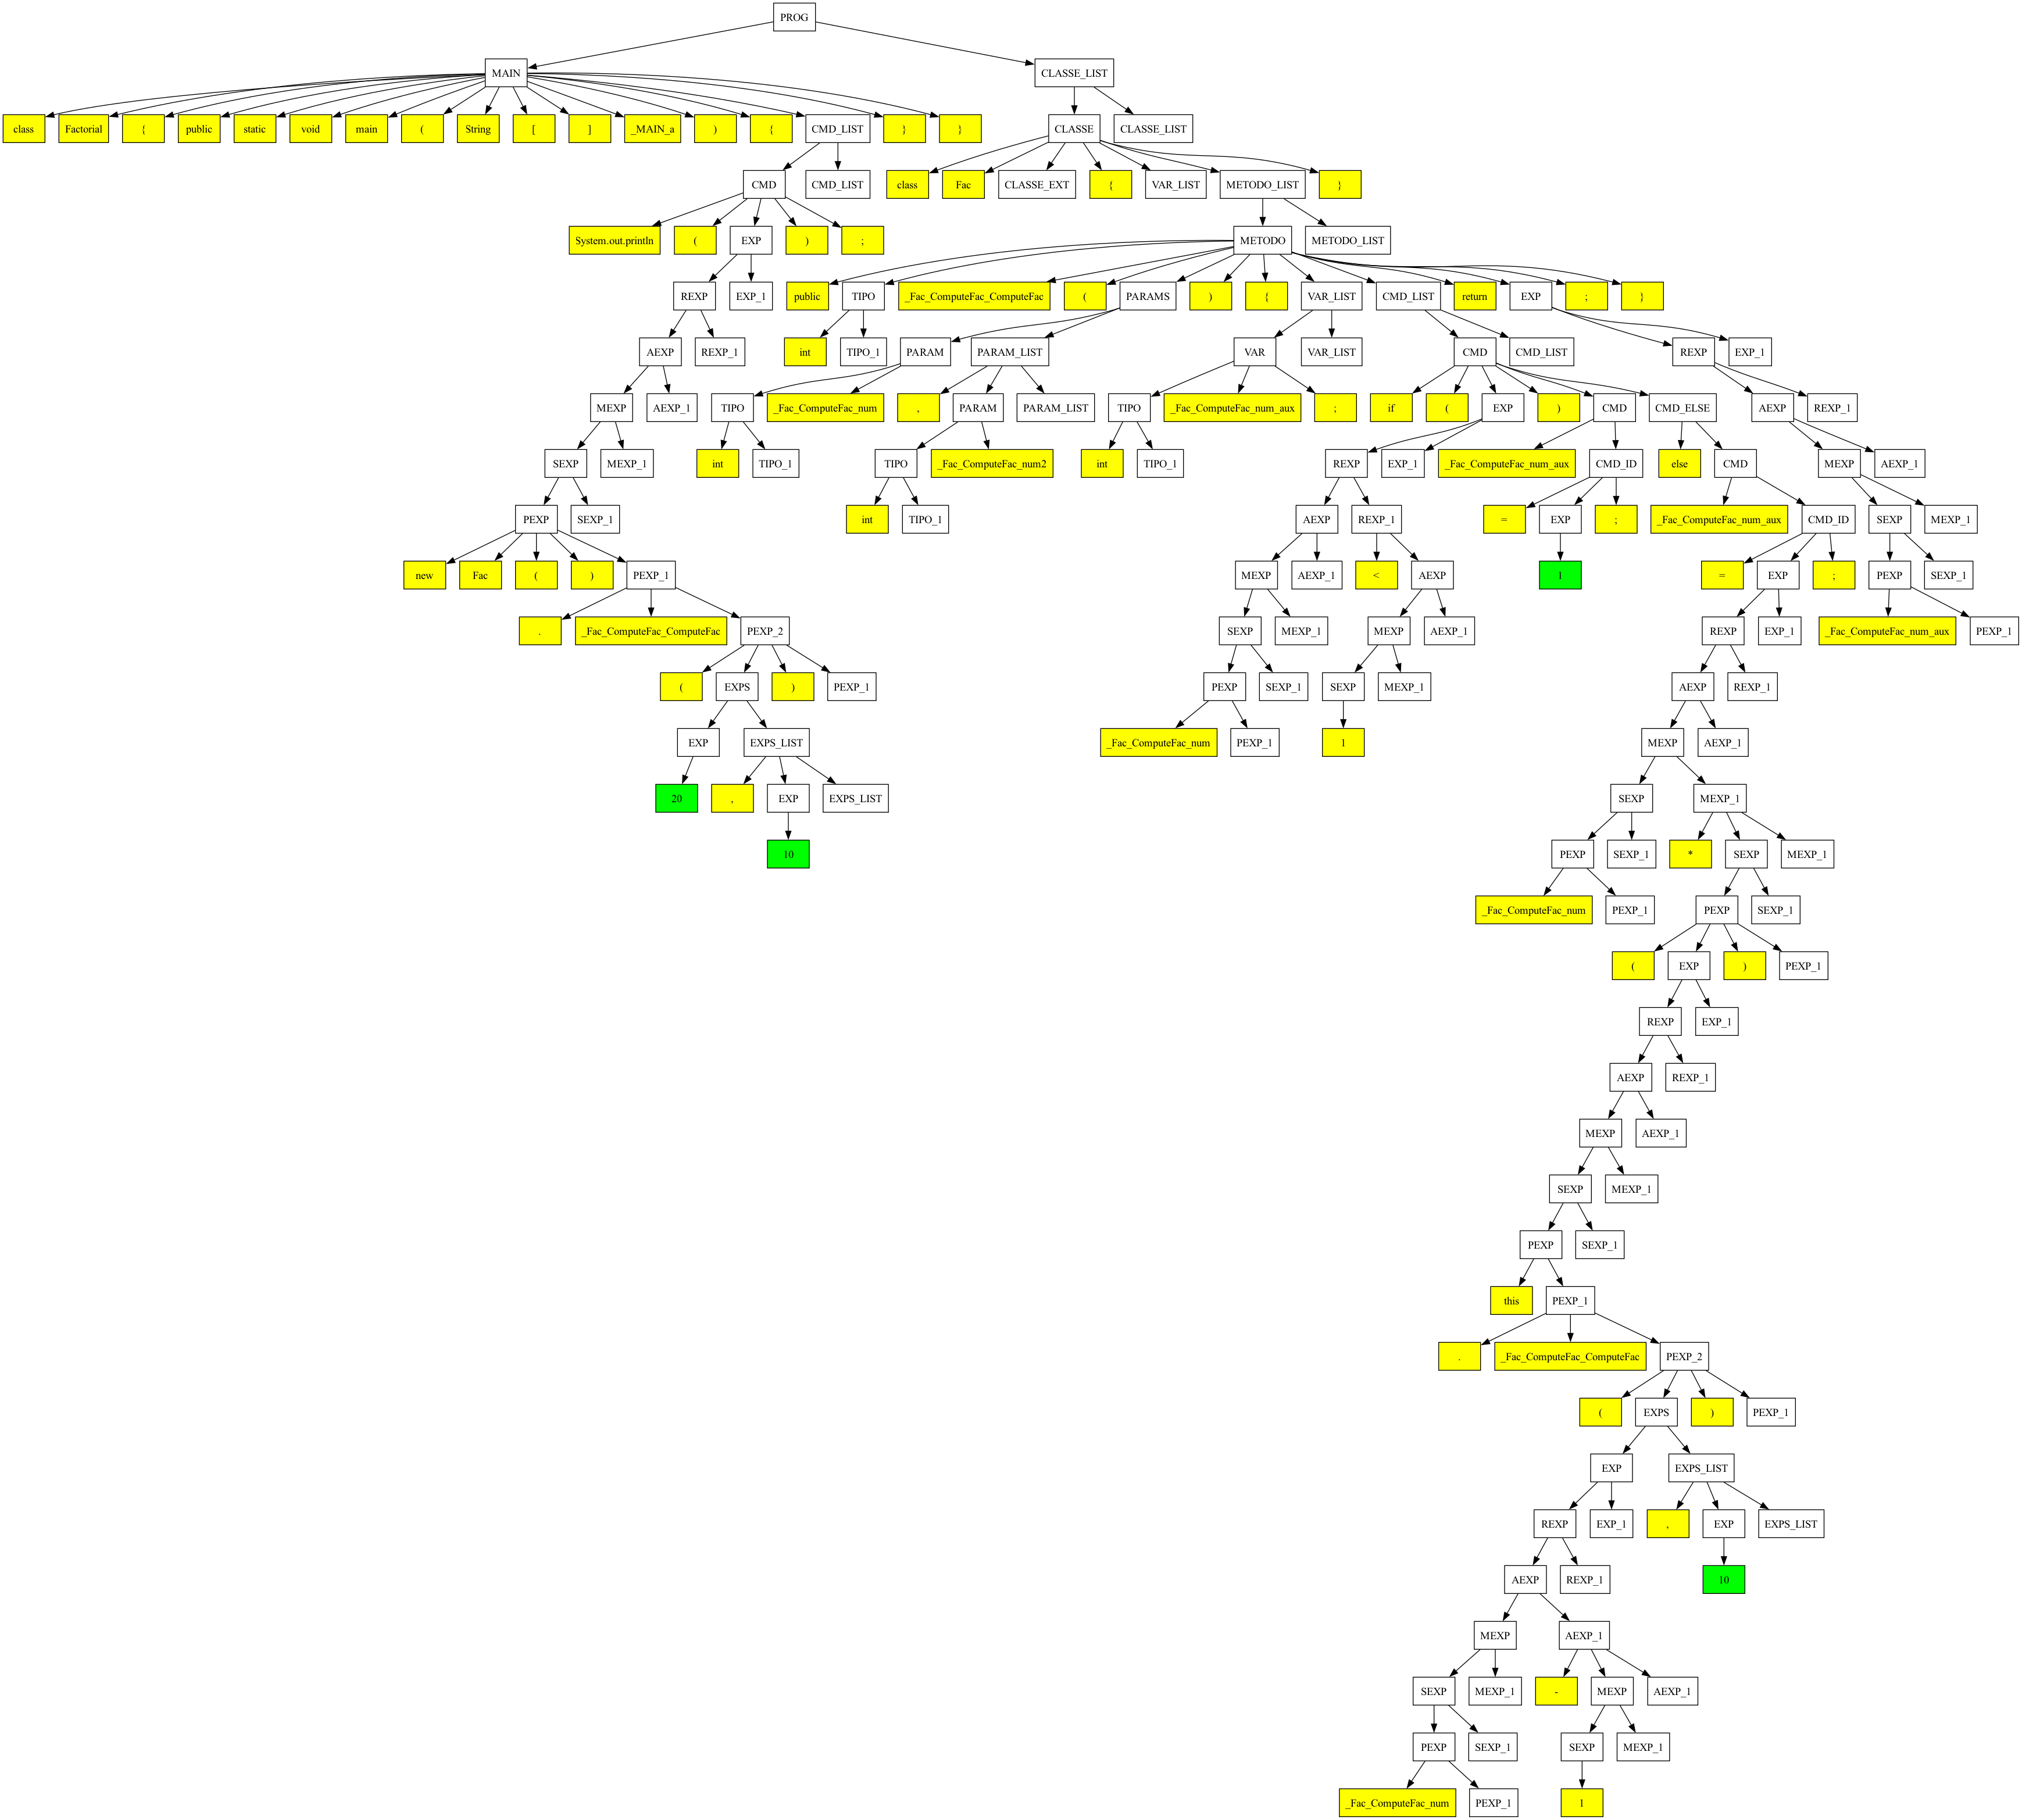 PROG
MAIN CLASSE_LIST
class Factorial { public static void main ( String [ ] _MAIN_a ) { CMD_LIST } } CLASSE CLASSE_LIST
CMD CMD_LIST class Fac CLASSE_EXT { VAR_LIST METODO_LIST }
System.out.println ( EXP ) ; METODO METODO_LIST
REXP EXP_1 public TIPO _Fac_ComputeFac_ComputeFac ( PARAMS ) { VAR_LIST CMD_LIST return EXP ; }
AEXP REXP_1 int TIPO_1 PARAM PARAM_LIST VAR VAR_LIST CMD CMD_LIST REXP EXP_1
MEXP AEXP_1 TIPO _Fac_ComputeFac_num , PARAM PARAM_LIST TIPO _Fac_ComputeFac_num_aux ; if ( EXP ) CMD CMD_ELSE AEXP REXP_1
SEXP MEXP_1 int TIPO_1 TIPO _Fac_ComputeFac_num2 int TIPO_1 REXP EXP_1 _Fac_ComputeFac_num_aux CMD_ID else CMD MEXP AEXP_1
PEXP SEXP_1 int TIPO_1 AEXP REXP_1 = EXP ; _Fac_ComputeFac_num_aux CMD_ID SEXP MEXP_1
new Fac ( ) PEXP_1 MEXP AEXP_1 < AEXP 1 = EXP ; PEXP SEXP_1
. _Fac_ComputeFac_ComputeFac PEXP_2 SEXP MEXP_1 MEXP AEXP_1 REXP EXP_1 _Fac_ComputeFac_num_aux PEXP_1
( EXPS ) PEXP_1 PEXP SEXP_1 SEXP MEXP_1 AEXP REXP_1
EXP EXPS_LIST _Fac_ComputeFac_num PEXP_1 1 MEXP AEXP_1
20 , EXP EXPS_LIST SEXP MEXP_1
10 PEXP SEXP_1 * SEXP MEXP_1
_Fac_ComputeFac_num PEXP_1 PEXP SEXP_1
( EXP ) PEXP_1
REXP EXP_1
AEXP REXP_1
MEXP AEXP_1
SEXP MEXP_1
PEXP SEXP_1
this PEXP_1
. _Fac_ComputeFac_ComputeFac PEXP_2
( EXPS ) PEXP_1
EXP EXPS_LIST
REXP EXP_1 , EXP EXPS_LIST
AEXP REXP_1 10
MEXP AEXP_1
SEXP MEXP_1 - MEXP AEXP_1
PEXP SEXP_1 SEXP MEXP_1
_Fac_ComputeFac_num PEXP_1 1